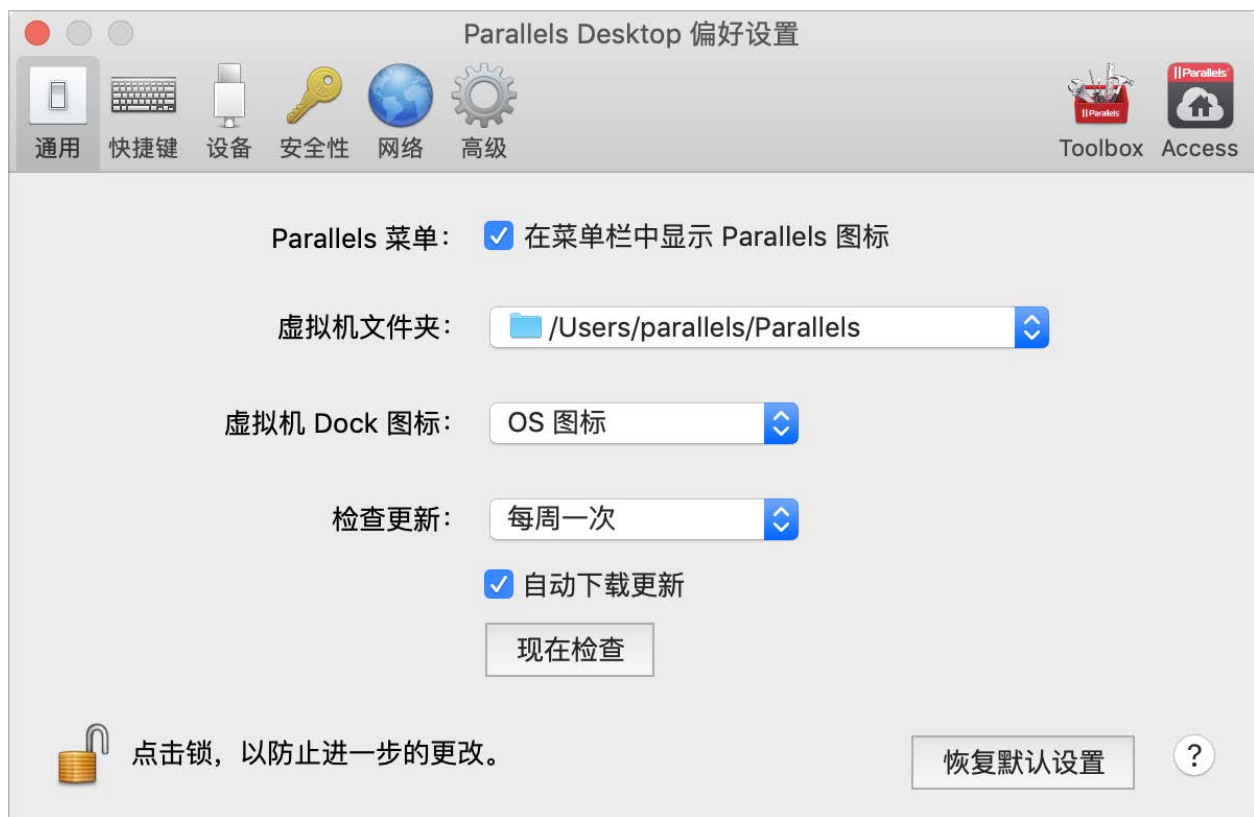 Parallels Desktop 偏好设置
||Parallels
||Parallels®
通用 快捷键 设备 安全性 网络 高级 Toolbox Access
Parallels 菜单： 在菜单栏中显示 Parallels 图标
虚拟机文件夹： /Users/parallels/Parallels
虚拟机 Dock 图标： OS 图标
检查更新： 每周一次
自动下载更新
现在检查
点击锁，以防止进一步的更改。 恢复默认设置 ?